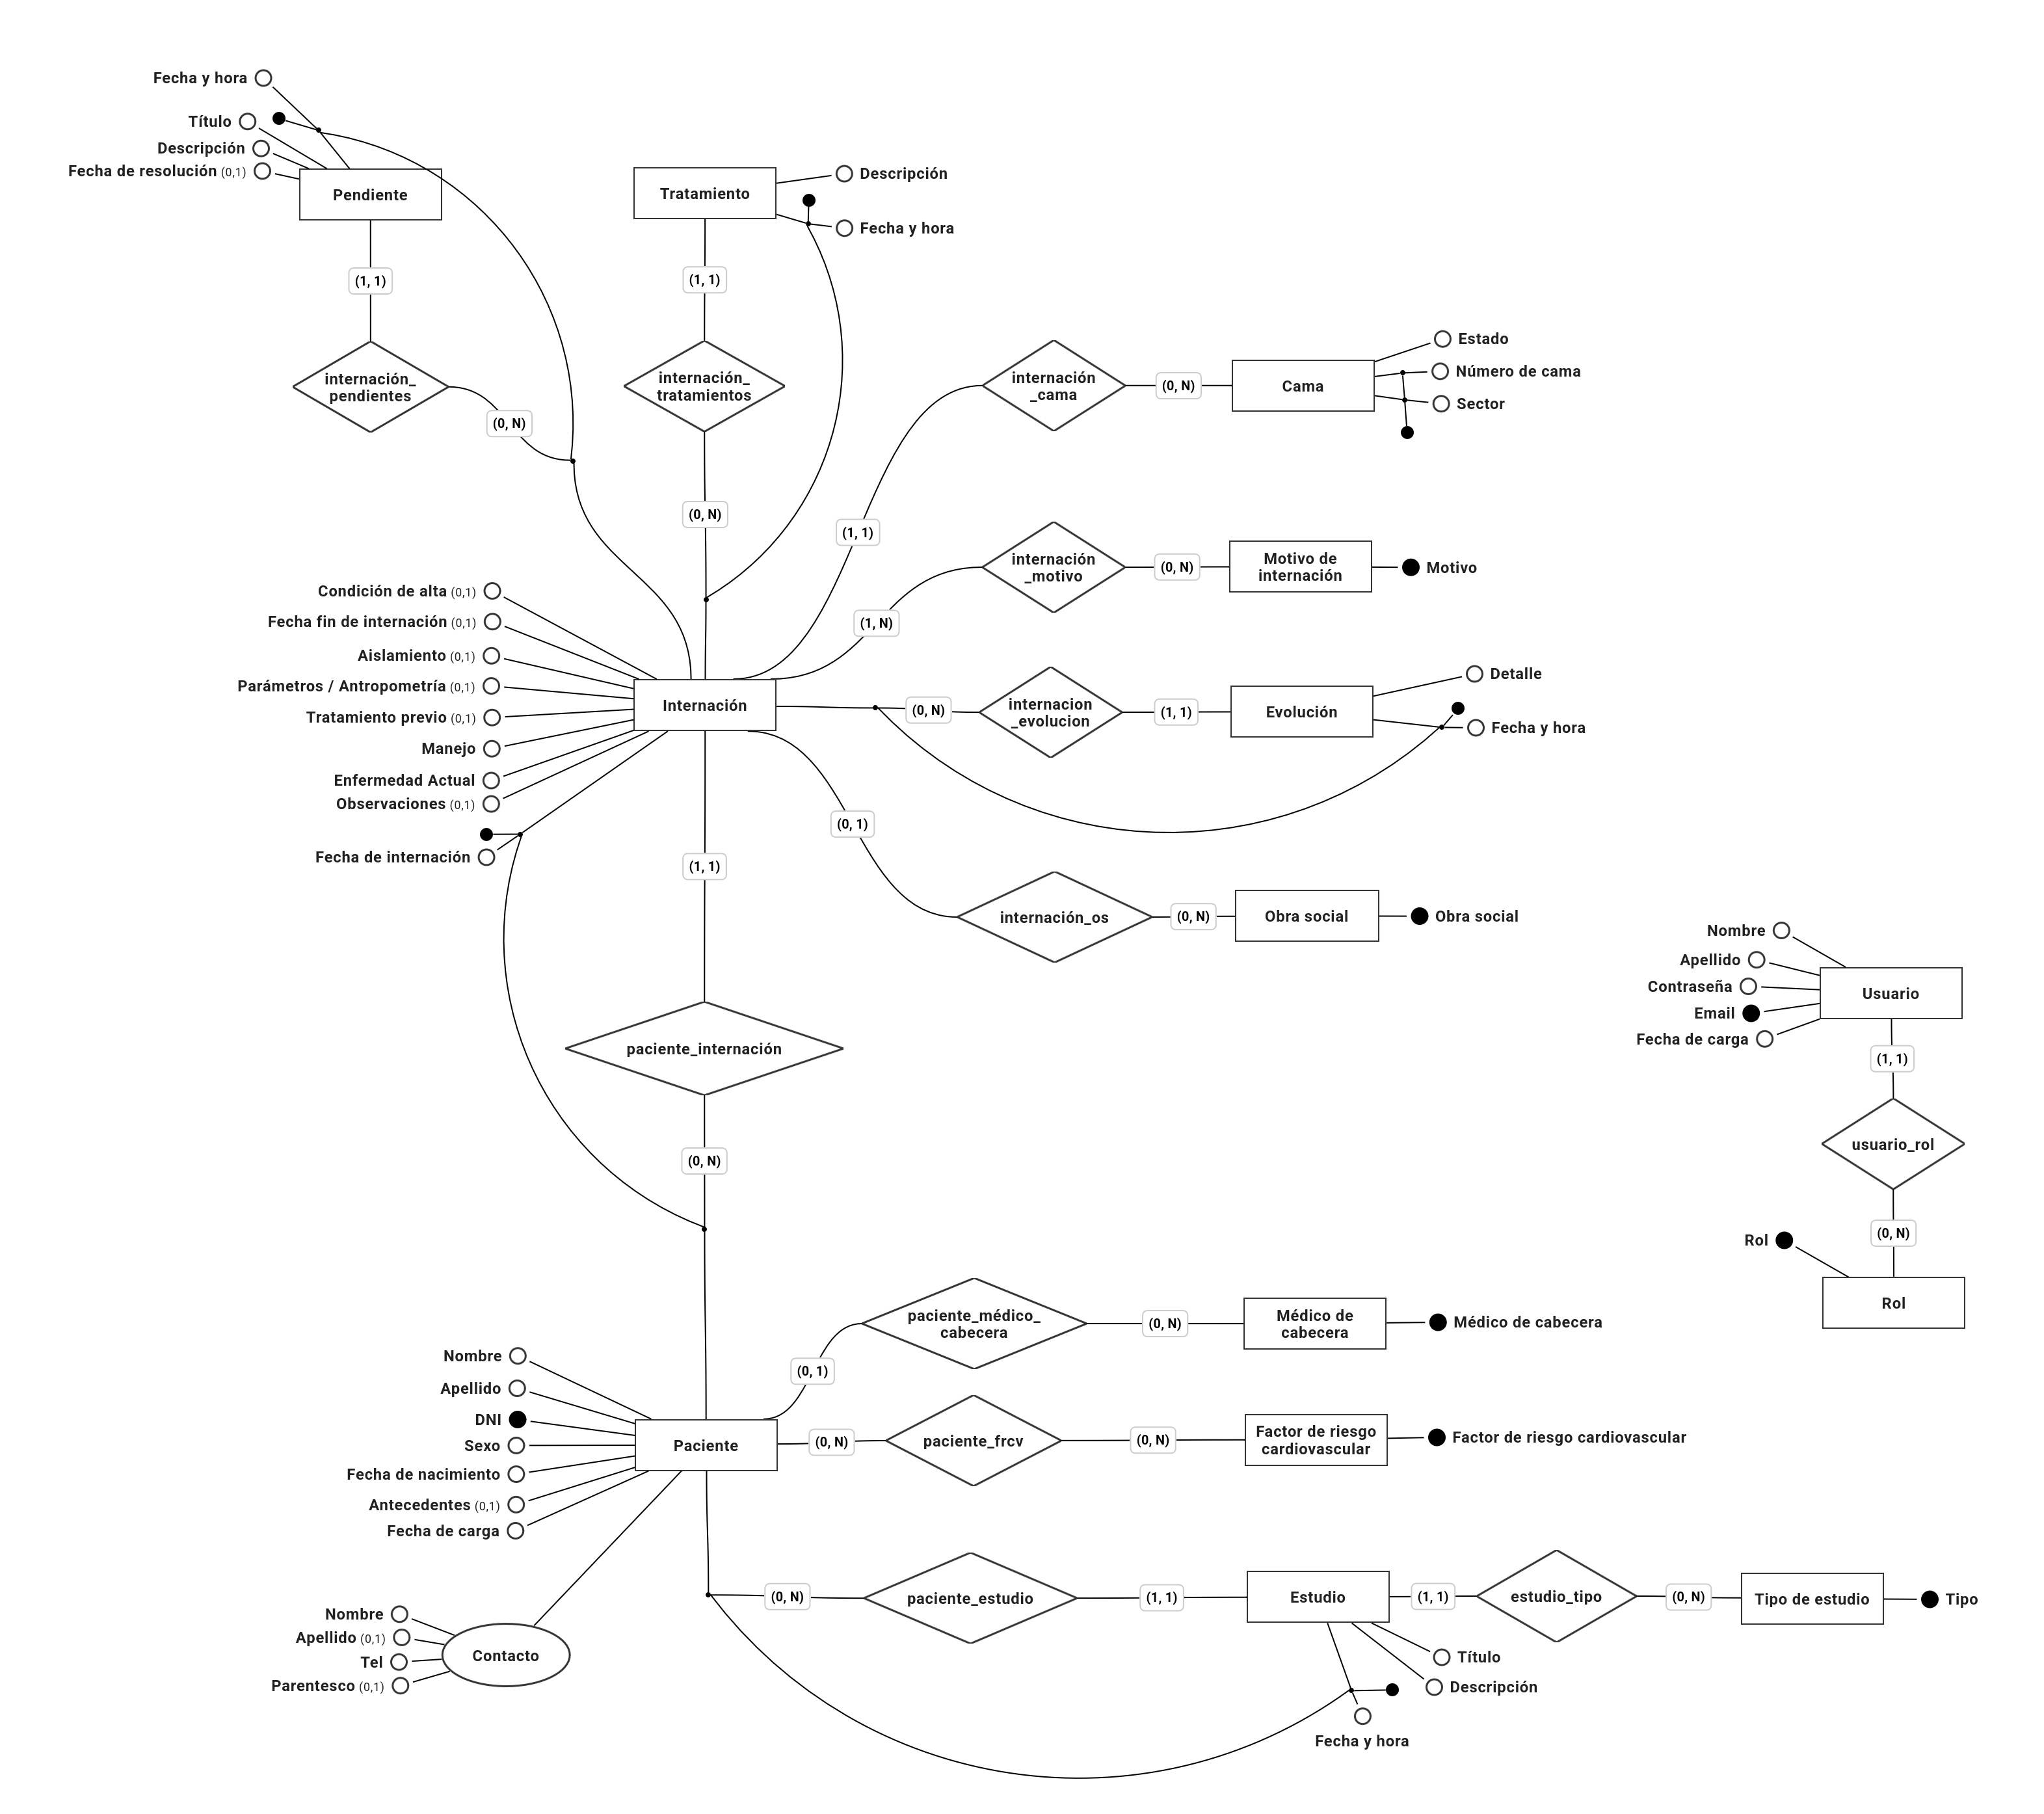 Fecha y hora
Título
Descripción
Fecha de resolución (0,1)
Pendiente
(1, 1)
internación_
pendientes
(0, N)
Tratamiento
Descripción
Fecha y hora
(1, 1)
internación_
tratamientos
(0, N)
internación
_cama
(1, 1)
(0, N)
Cama
Estado
Número de cama
Sector
internación
_motivo
(1, N)
(0, N)
Motivo de
internación
Motivo
Condición de alta (0,1)
Fecha fin de internación (0,1)
Aislamiento (0,1)
Parámetros / Antropometría (0,1)
Tratamiento previo (0,1)
Manejo
Enfermedad Actual
Observaciones (0,1)
Fecha de internación
Internación
(0, N)
internacion
_evolucion
(1, 1)
Evolución
Detalle
Fecha y hora
(0, 1)
internación_os
(0, N)
Obra social
Obra social
(1, 1)
paciente_internación
(0, N)
Nombre
Apellido
Contraseña
Email
Fecha de carga
Usuario
(1, 1)
usuario_rol
(0, N)
Rol
Rol
paciente_médico_
cabecera
(0, 1)
(0, N)
Médico de
cabecera
Médico de cabecera
Nombre
Apellido
DNI
Sexo
Fecha de nacimiento
Antecedentes (0,1)
Fecha de carga
Paciente
(0, N)
paciente_frcv
(0, N)
Factor de riesgo
cardiovascular
Factor de riesgo cardiovascular
Nombre
Apellido (0,1)
Tel
Parentesco (0,1)
Contacto
(0, N)
paciente_estudio
(1, 1)
Estudio
(1, 1)
estudio_tipo
(0, N)
Tipo de estudio
Tipo
Título
Descripción
Fecha y hora